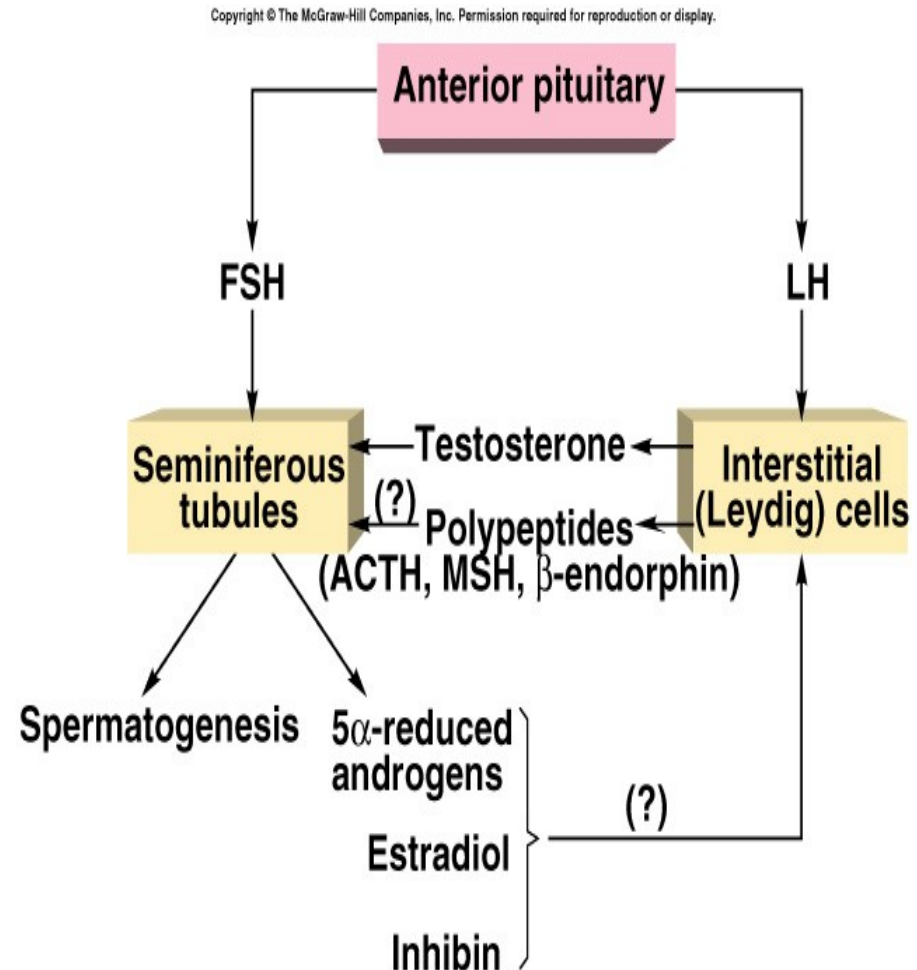 Copyright © The McGraw-Hill Companies, Inc. Permission required for reproduction or display.
Anterior pituitary
FSH
LH
Seminiferous
tubules
Testosterone
(?)
Polypeptides
(ACTH, MSH, β-endorphin)
Interstitial
(Leydig) cells
Spermatogenesis
5α-reduced
androgens
Estradiol
Inhibin
(?)